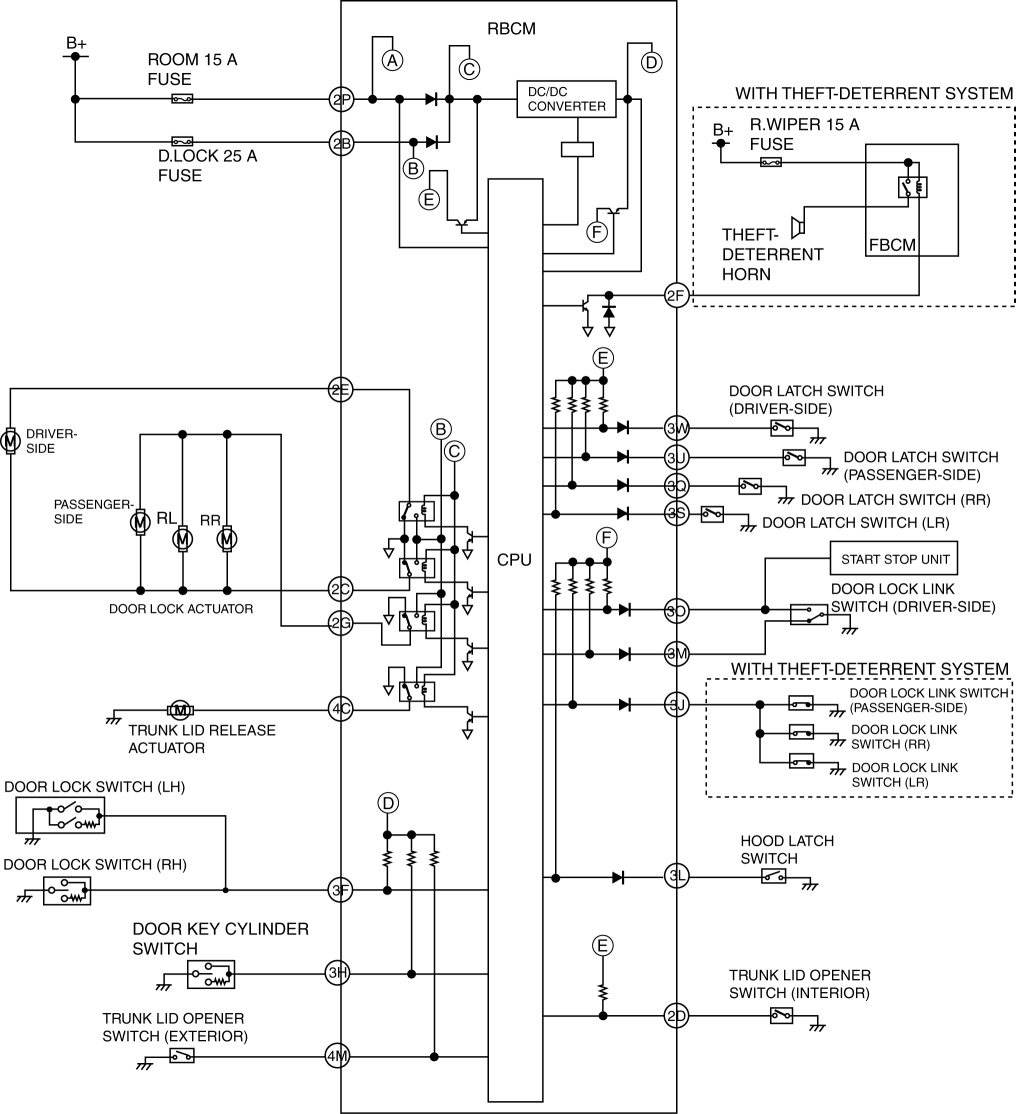 RBCM
B+
ROOM 15 A
FUSE
A
C
D
2P
DC/DC
CONVERTER
WITH THEFT-DETERRENT SYSTEM
2B
D.LOCK 25 A
FUSE
B
E
F
B+
R.WIPER 15 A
FUSE
THEFT-
DETERRENT
HORN
FBCM
2F
E
2E
DRIVER-
SIDE
M
B
C
DOOR LATCH SWITCH
(DRIVER-SIDE)
3W
3U
DOOR LATCH SWITCH
(PASSENGER-SIDE)
3Q
DOOR LATCH SWITCH (RR)
3S
DOOR LATCH SWITCH (LR)
PASSENGER-
SIDE
M
RL
M
RR
M
CPU
F
START STOP UNIT
2C
DOOR LOCK ACTUATOR
2G
3O
DOOR LOCK LINK
SWITCH (DRIVER-SIDE)
3M
WITH THEFT-DETERRENT SYSTEM
4C
M
TRUNK LID RELEASE
ACTUATOR
3J
DOOR LOCK LINK SWITCH
(PASSENGER-SIDE)
DOOR LOCK LINK
SWITCH (RR)
DOOR LOCK LINK
SWITCH (LR)
DOOR LOCK SWITCH (LH)
D
DOOR LOCK SWITCH (RH)
3F
HOOD LATCH
SWITCH
3L
DOOR KEY CYLINDER
SWITCH
3H
E
TRUNK LID OPENER
SWITCH (INTERIOR)
2D
TRUNK LID OPENER
SWITCH (EXTERIOR)
4M